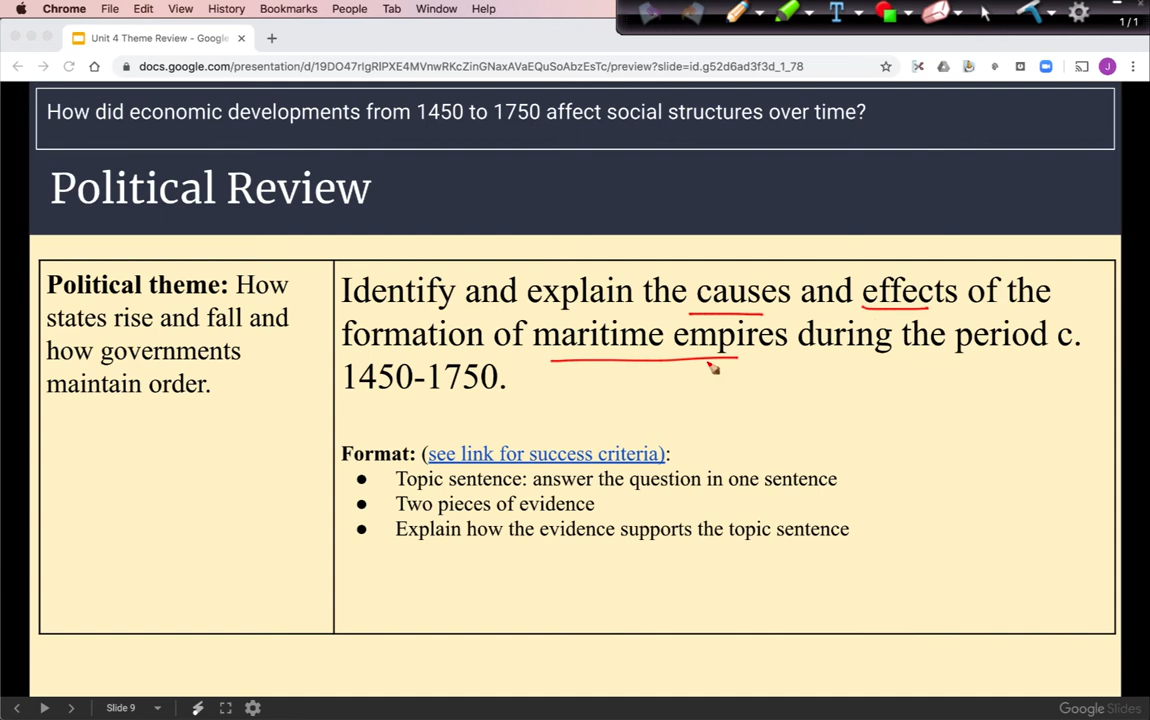 Chrome File Edit View History Bookmarks People Tab Window Help
1/1
Unit 4 Theme Review - Google
docs.google.com/presentation/d/19DO47rIgRIPXE4MVnwRKcZinGNaxAVaEQuSoAbzEsTc/preview?slide=id.g52d6ad3f3d_1_78
J
How did economic developments from 1450 to 1750 affect social structures over time?
Political Review
Political theme: How
states rise and fall and
how governments
maintain order.
Identify and explain the causes and effects of the
formation of maritime empires during the period c.
1450-1750.
Format: (see link for success criteria):
● Topic sentence: answer the question in one sentence
● Two pieces of evidence
● Explain how the evidence supports the topic sentence
Slide 9
Google Slides